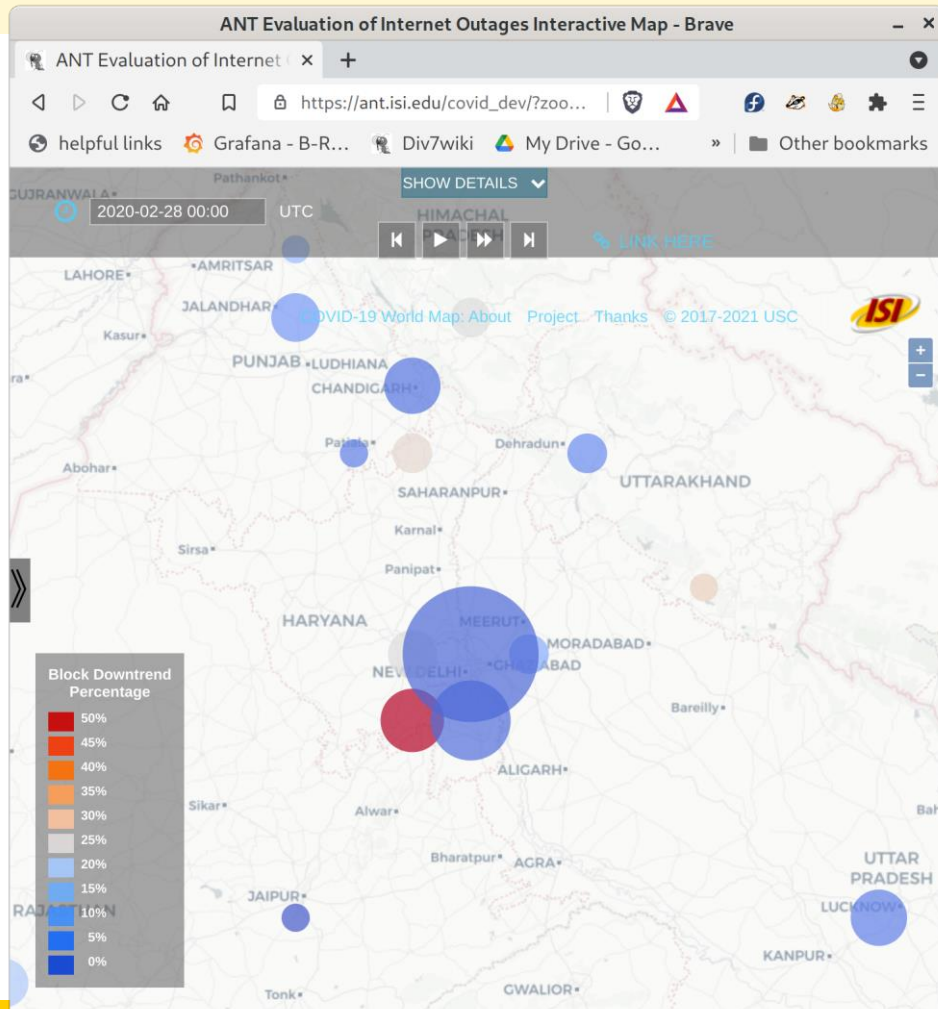 ANT Evaluation of Internet Outages Interactive Map - Brave
ANT Evaluation of Internet
https://ant.isi.edu/covid_dev/?zoo...
helpful links
Grafana - B-R...
Div7wiki
My Drive - Go...
»
Other bookmarks
Pathankot
SHOW DETAILS
GUJRANWALA
2020-02-28 00:00
UTC
HIMACHAL
PRADESH
LINK HERE
AMRITSAR
LAHORE
JALANDHAR
COVID-19 World Map: About Project Thanks © 2017-2021 USC
ISI
Kasur
PUNJAB
LUDHIANA
CHANDIGARH
Patiala
Dehradun
Abohar
SAHARANPUR
UTTARAKHAND
Karnal
Sirsa
Panipat
HARYANA
MEERUT
MORADABAD
NEW DELHI
GHAZIABAD
Block Downtrend
Percentage
50%
45%
40%
35%
30%
25%
20%
15%
10%
5%
0%
Bareilly
ALIGARH
Sikar
Alwar
Bah
Bharatpur
AGRA
UTTAR
PRADESH
JAIPUR
RAJASTHAN
LUCKNOW
KANPUR
Tonk
GWALIOR